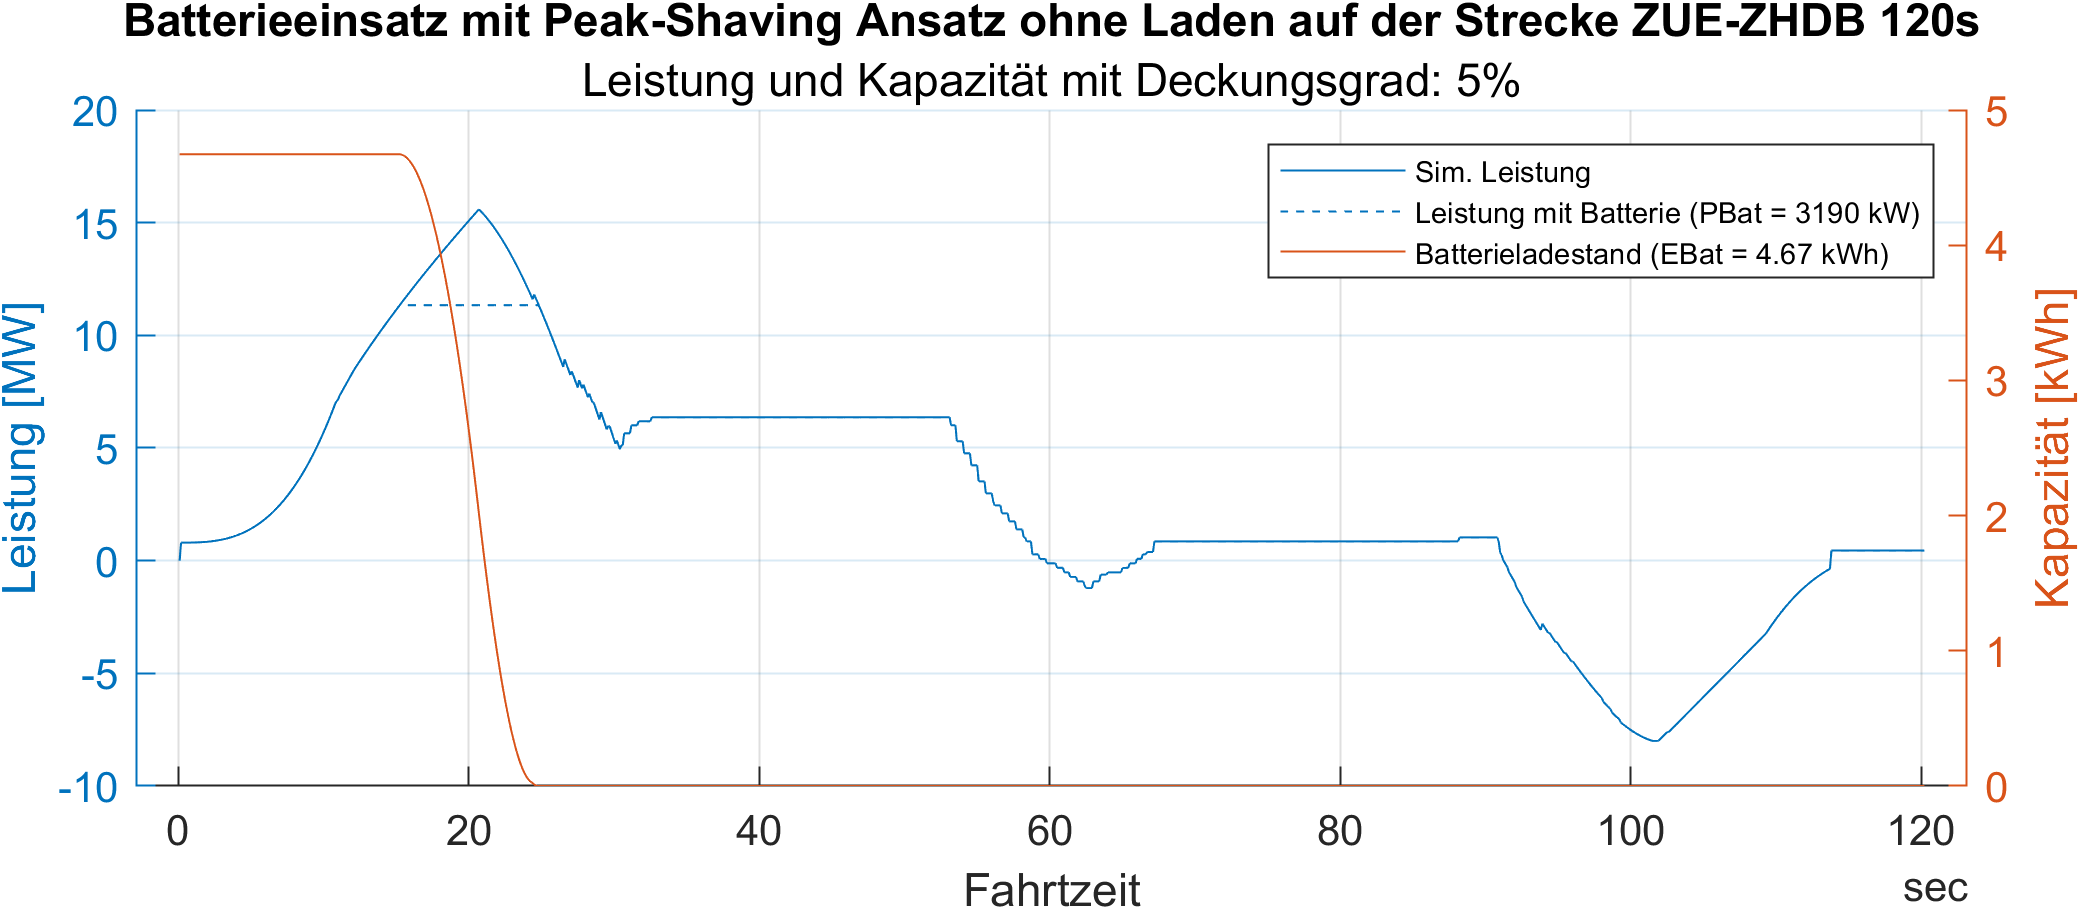 Batterieeinsatz mit Peak-Shaving Ansatz ohne Laden auf der Strecke ZUE-ZHDB 120s
Leistung und Kapazität mit Deckungsgrad: 5%
Leistung [MW]
20
15
10
5
0
-5
-10
Sim. Leistung
Leistung mit Batterie (PBat = 3190 kW)
Batterieladestand (EBat = 4.67 kWh)
5
4
3
2
1
0
Kapazität [kWh]
0 20 40 60 80 100 120
Fahrtzeit
sec